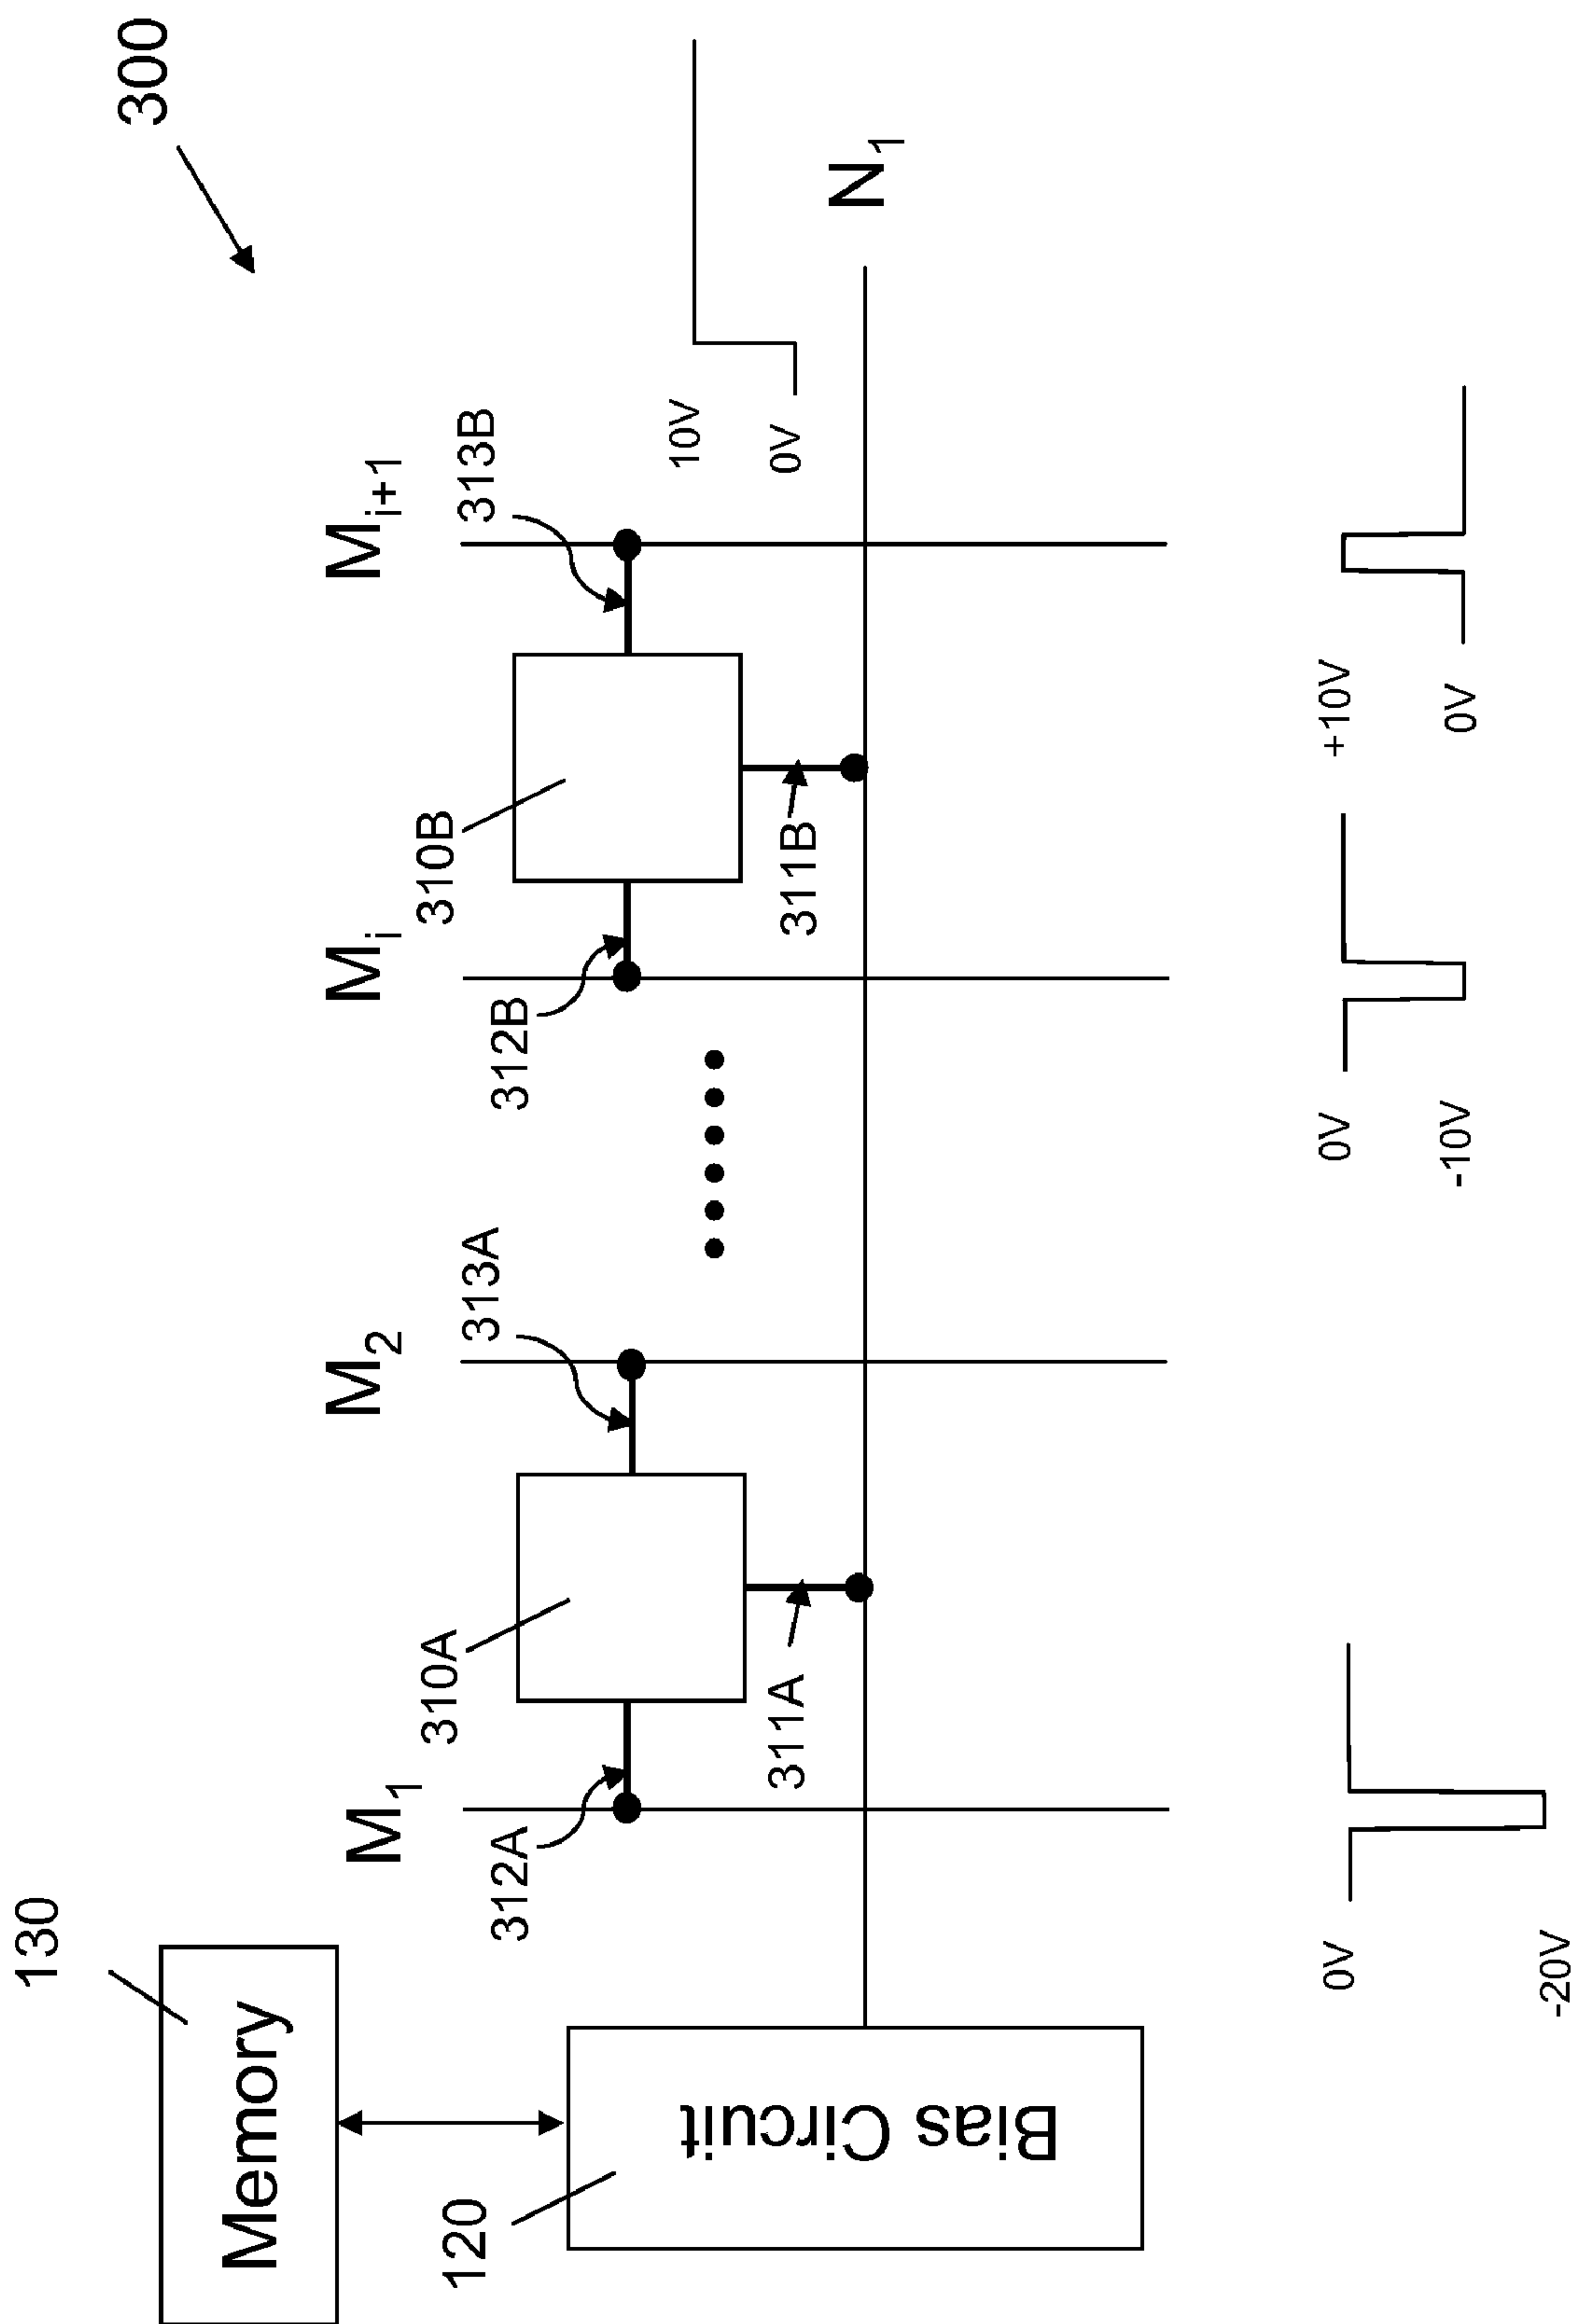 300
130
Memory
120
Bias Circuit
M1
M2
Mi
Mi+1
312A
310A
313A
312B
310B
313B
311A
311B
10V
0V
N1
0V
-20V
0V
-10V
+10V
0V